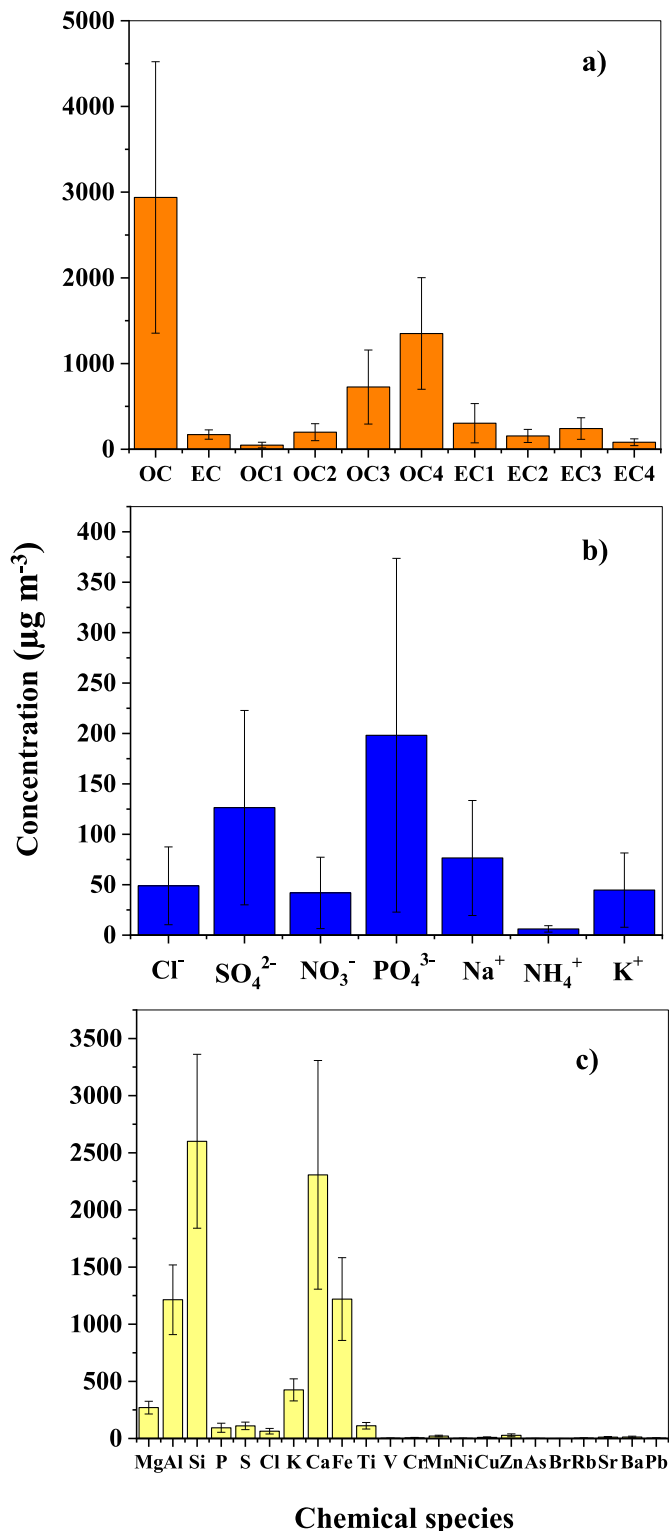 a)
5000
4000
3000
2000
1000
0
OC EC OC1 OC2 OC3 OC4 EC1 EC2 EC3 EC4
b)
400
350
300
250
200
150
100
50
0
Cl⁻ SO₄²⁻ NO₃⁻ PO₄³⁻ Na⁺ NH₄⁺ K⁺
Concentration (µg m⁻³)
c)
3500
3000
2500
2000
1500
1000
500
0
Mg Al Si P S Cl K Ca Fe Ti V Cr Mn Ni Cu Zn As Br Rb Sr Ba Pb
Chemical species